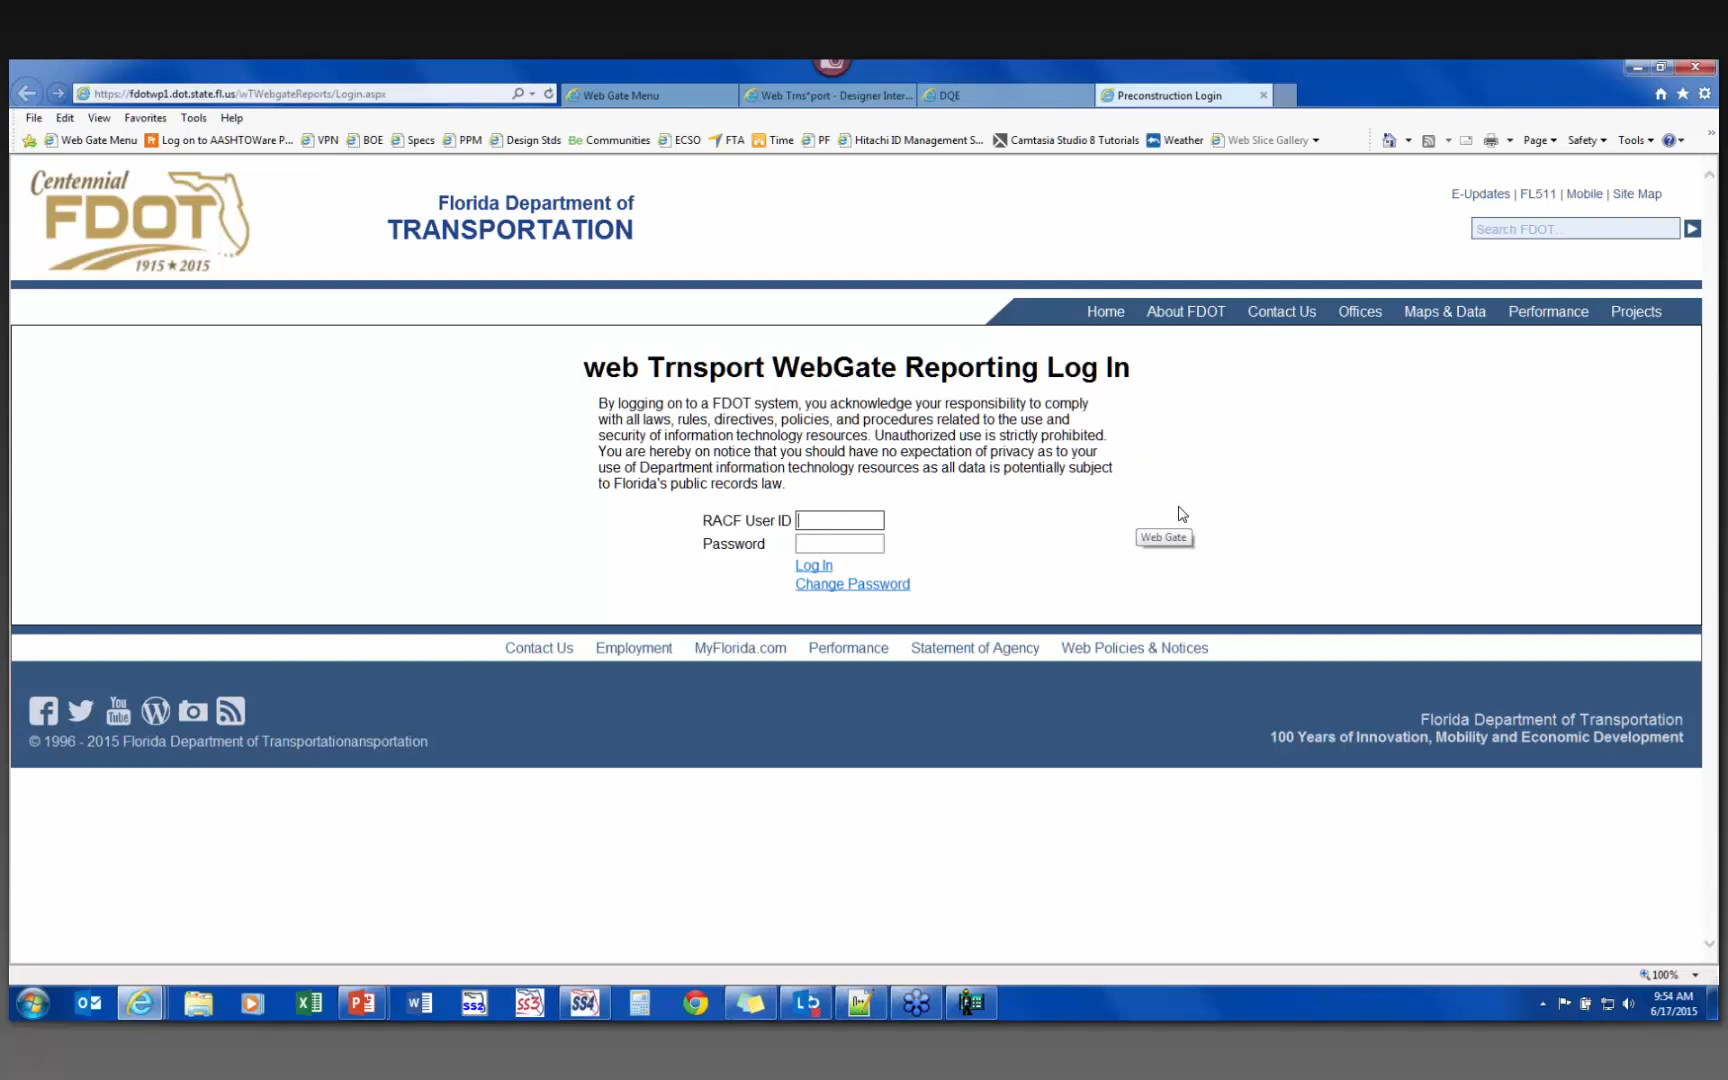 https://fdotwp1.dot.state.fl.us/wTWebgateReports/Login.aspx
Web Gate Menu
Web Trns*port - Designer Inter...
DQE
Preconstruction Login
File Edit View Favorites Tools Help
Web Gate Menu Log on to AASHTOWare P... VPN BOE Specs PPM Design Stds Be Communities ECSO FTA Time PF Hitachi ID Management S... Camtasia Studio 8 Tutorials Weather Web Slice Gallery Page Safety Tools
Centennial
FDOT
1915★2015
Florida Department of
TRANSPORTATION
E-Updates | FL511 | Mobile | Site Map
Search FDOT...
Home About FDOT Contact Us Offices Maps & Data Performance Projects
web Trnsport WebGate Reporting Log In
By logging on to a FDOT system, you acknowledge your responsibility to comply
with all laws, rules, directives, policies, and procedures related to the use and
security of information technology resources. Unauthorized use is strictly prohibited.
You are hereby on notice that you should have no expectation of privacy as to your
use of Department information technology resources as all data is potentially subject
to Florida's public records law.
RACF User ID
Password
Web Gate
Log In
Change Password
Contact Us Employment MyFlorida.com Performance Statement of Agency Web Policies & Notices
You
Tube
© 1996 - 2015 Florida Department of Transportationansportation
Florida Department of Transportation
100 Years of Innovation, Mobility and Economic Development
100%
SS2 SS3 SS4
9:54 AM
6/17/2015